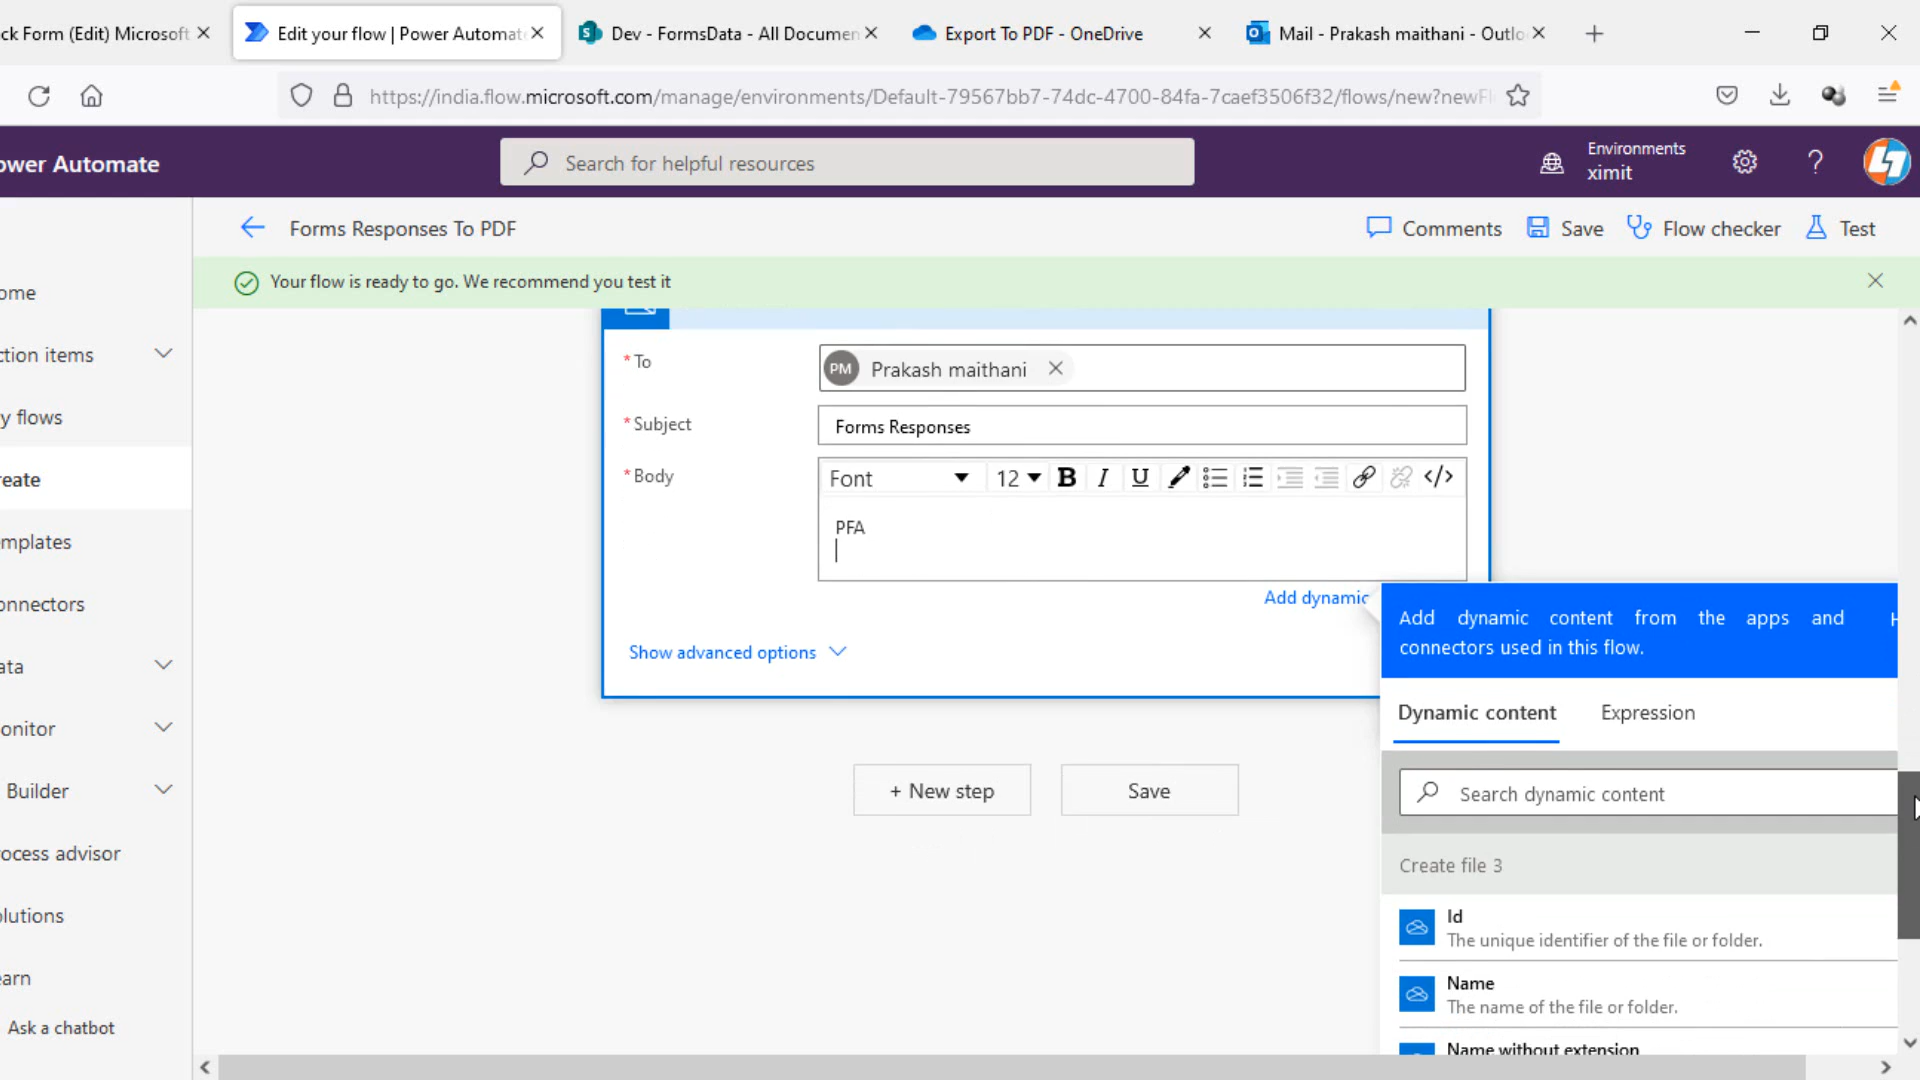 ck Form (Edit) Microsoft
Edit your flow | Power Automat
Dev - FormsData - All Documen
Export To PDF - OneDrive
Mail - Prakash maithani - Outlo
https://india.flow.microsoft.com/manage/environments/Default-79567bb7-74dc-4700-84fa-7caef3506f32/flows/new?newFl
ower Automate
Search for helpful resources
Environments
ximit
?
Forms Responses To PDF
Comments
Save
Flow checker
Test
Your flow is ready to go. We recommend you test it
ome
ction items
y flows
reate
emplates
onnectors
ata
onitor
Builder
rocess advisor
olutions
earn
Ask a chatbot
* To
PM Prakash maithani
* Subject
Forms Responses
* Body
Font 12 B I U </>
PFA
Add dynamic
Show advanced options
+ New step
Save
Add dynamic content from the apps and
connectors used in this flow.
Dynamic content
Expression
Search dynamic content
Create file 3
Id
The unique identifier of the file or folder.
Name
The name of the file or folder.
Name without extension